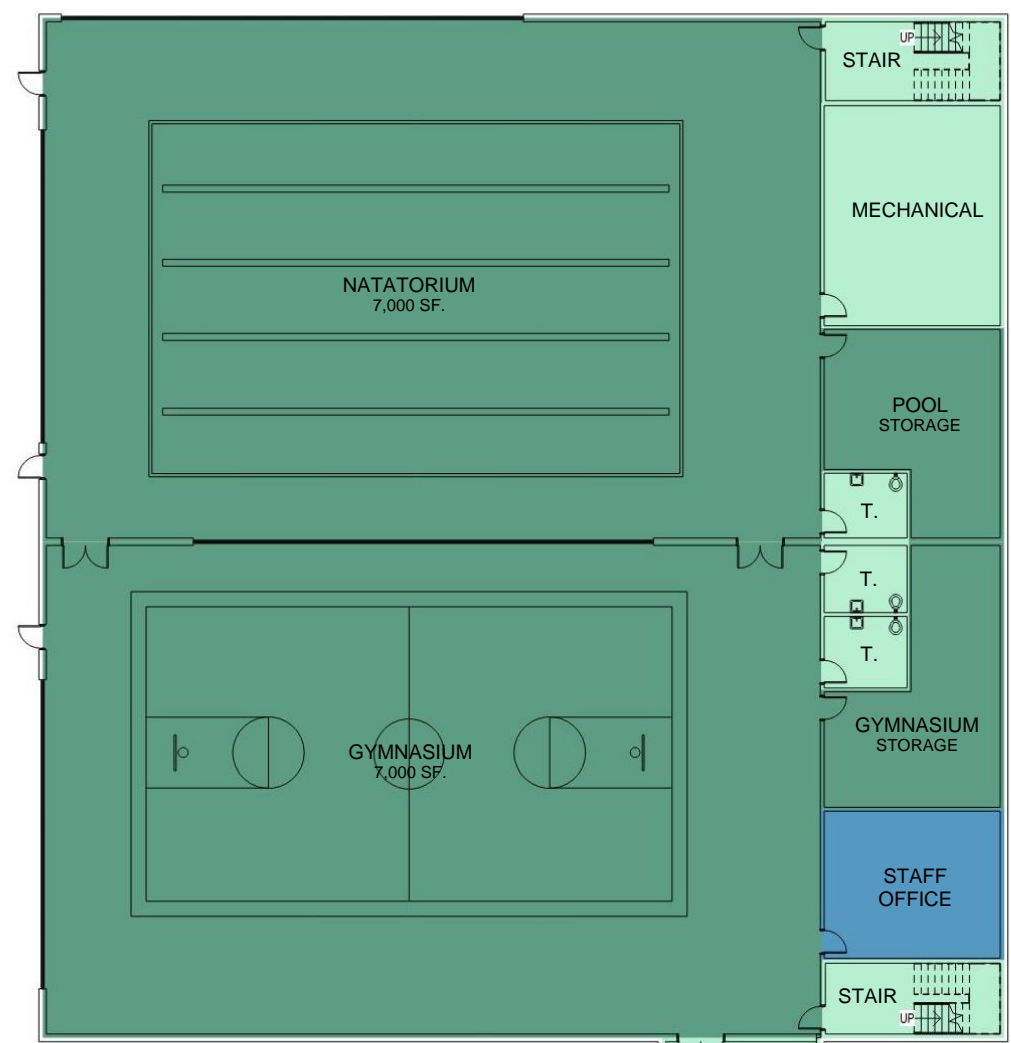 UP
STAIR
MECHANICAL
NATATORIUM
7,000 SF.
POOL
STORAGE
T.
T.
T.
GYMNASIUM
7,000 SF.
GYMNASIUM
STORAGE
STAFF
OFFICE
STAIR
UP